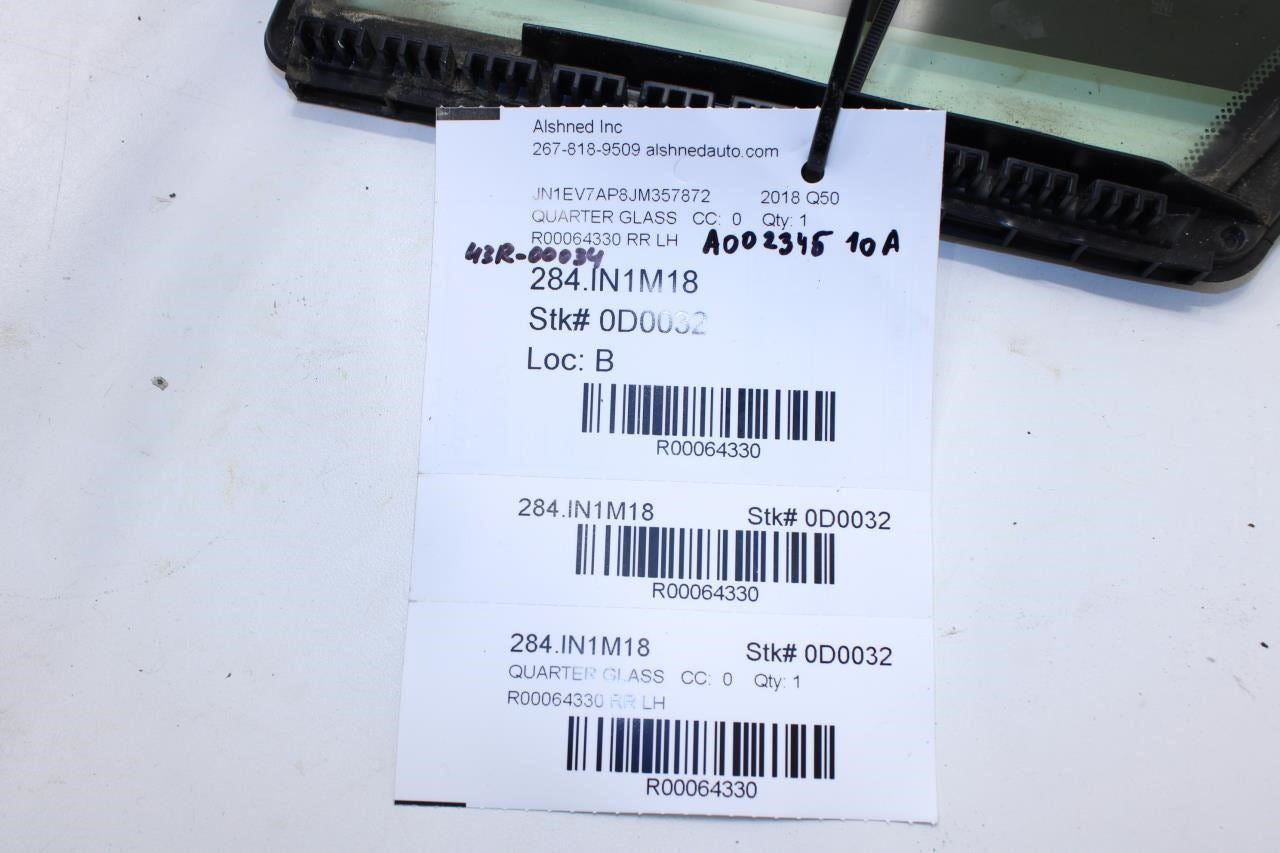 Alshned Inc
267-818-9509 alshnedauto.com
JN1EV7AP8JM357872 2018 Q50
QUARTER GLASS CC: 0 Qty: 1
R00064330 RR LH A002345 10A
43R-00034
284.IN1M18
Stk# 0D0032
Loc: B
R00064330
284.IN1M18 Stk# 0D0032
R00064330
284.IN1M18 Stk# 0D0032
QUARTER GLASS CC: 0 Qty: 1
R00064330 RR LH
R00064330